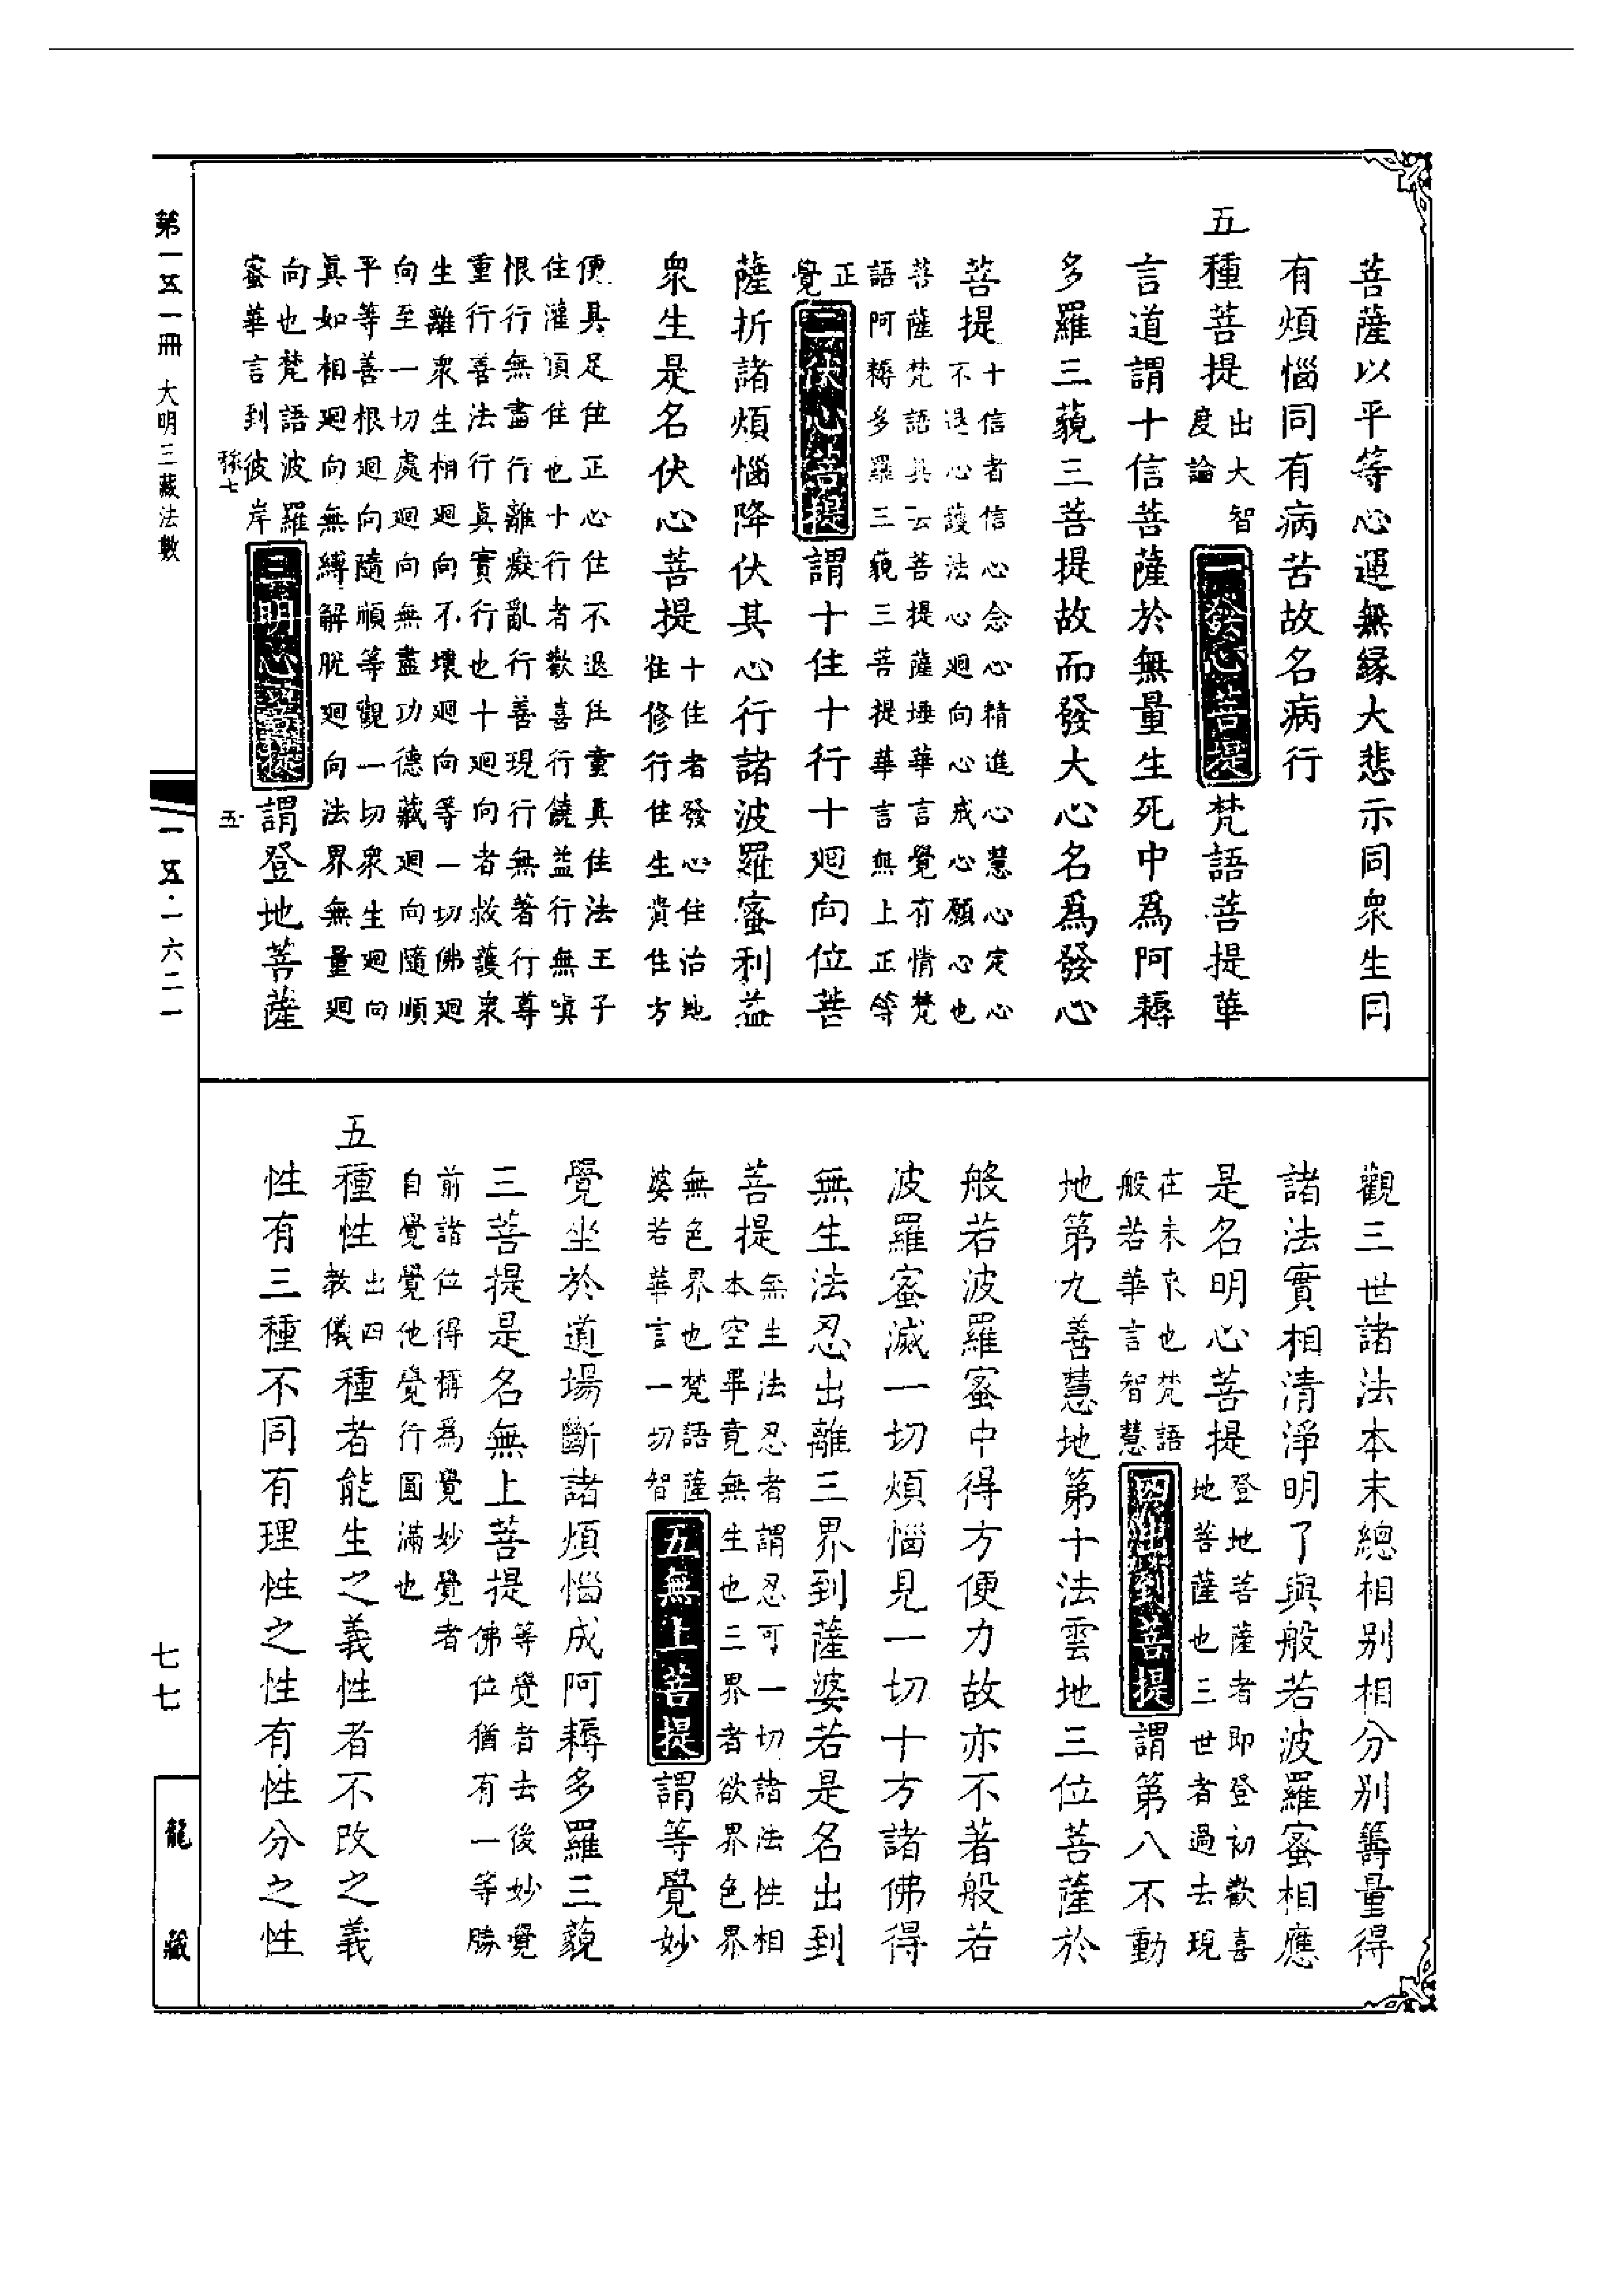 菩薩以平等心運無緣大悲示同衆生同
有煩惱同有病苦故名病行
五種菩提出大智度論一發心菩提梵語菩提華
言道謂十信菩薩於無量生死中爲阿耨
多羅三藐三菩提故而發大心名爲發心
菩提十信者信心念心精進心慧心定心不退心護法心廻向心戒心願心也
菩薩梵語具云菩提薩埵華言覺有情梵語阿耨多羅三藐三菩提華言無上正等
正覺二伏心菩提謂十住十行十廻向位菩
薩折諸煩惱降伏其心行諸波羅蜜利益
衆生是名伏心菩提十住者發心住治地住修行住生貴住方
便具足住正心住不退住童真住法王子住灌頂住也十行者歡喜行饒益行無嗔
恨行無盡行離癡亂行善現行無著行尊重行善法行真實行也十廻向者救護衆
生離衆生相廻向不壞廻向等一切佛廻向至一切處廻向無盡功德藏廻向隨順
平等善根廻向隨順等觀一切衆生廻向眞如相廻向無縛解脫廻向法界無量廻
向也梵語波羅蜜華言到彼岸三明心菩提謂登地菩薩
觀三世諸法本末總相别相分别籌量得
諸法實相清淨明了與般若波羅蜜相應
是名明心菩提登地菩薩者即登初歡喜地菩薩也三世者過去現
在未來也梵語般若華言智慧四出到菩提謂第八不動
地第九善慧地第十法雲地三位菩薩於
般若波羅蜜中得方便力故亦不著般若
波羅蜜滅一切煩惱見一切十方諸佛得
無生法忍出離三界到薩婆若是名出到
菩提無生法忍者謂忍可一切諸法性相本空畢竟無生也三界者欲界色界
無色界也梵語薩婆若華言一切智五無上菩提謂等覺妙
覺坐於道場斷諸煩惱成阿耨多羅三藐
三菩提是名無上菩提等覺者去後妙覺佛位猶有一等勝
前諸位得稱爲覺妙覺者自覺覺他覺行圓滿也
五種性出四教儀種者能生之義性者不改之義
性有三種不同有理性之性有性分之性
第一五一冊 大明三藏法數
一五·一六二一
七七
龍藏